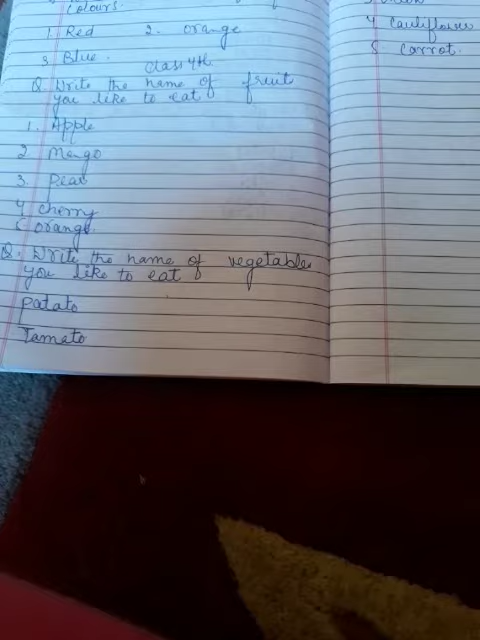 Colours.
1. Red 2. orange
3. Blue.
class 4th
Q. Write the name of fruit
you like to eat
1. Apple
2 Mango
3. Pear
4 cherry
5 orange.
Q. Write the name of vegetable
you like to eat
Patato
Tamato
4 Cauliflower
5 Carrot.